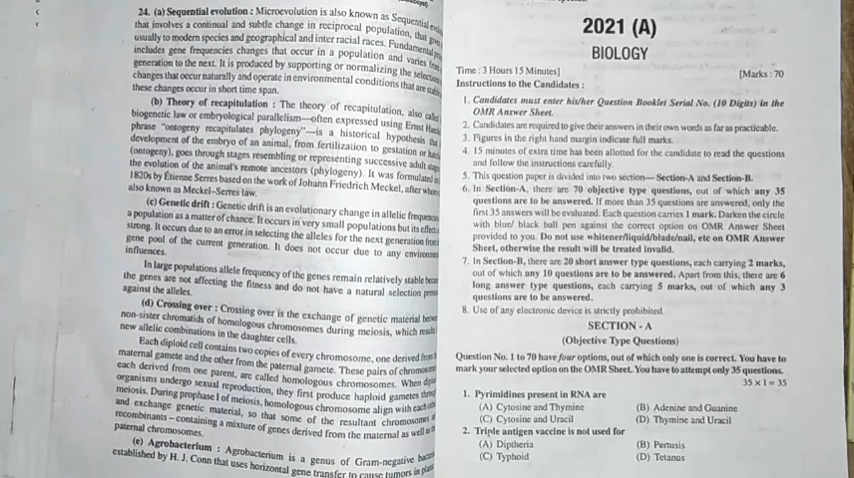 24. (a) Sequential evolution : Microevolution is also known as Sequential
that involves a continual and subtle change in reciprocal population, that
usually to modern species and geographical and inter racial races. Fundamental
includes gene frequencies changes that occur in a population and varies from
generation to the next. It is produced by supporting or normalizing the selection
changes that occur naturally and operate in environmental conditions that are
these changes occur in short time span.
(b) Theory of recapitulation : The theory of recapitulation, also called
biogenetic law or embryological parallelism—often expressed using Ernst
phrase "ontogeny recapitulates phylogeny"—is a historical hypothesis
development of the embryo of an animal, from fertilization to gestation or
(ontogeny), goes through stages resembling or representing successive adult
the evolution of the animal's remote ancestors (phylogeny). It was formulated
1820s by Étienne Serres based on the work of Johann Friedrich Meckel, after whom
also known as Meckel–Serres law.
(c) Genetic drift : Genetic drift is an evolutionary change in allelic
a population as a matter of chance. It occurs in very small populations but its
strong. It occurs due to an error in selecting the alleles for the next generation from
gene pool of the current generation. It does not occur due to any
influences.
In large populations allele frequency of the genes remain relatively stable
the genes are not affecting the fitness and do not have a natural selection
against the alleles.
(d) Crossing over : Crossing over is the exchange of genetic material
non-sister chromatids of homologous chromosomes during meiosis, which
new allelic combinations in the daughter cells.
Each diploid cell contains two copies of every chromosome, one derived from
maternal gamete and the other from the paternal gamete. These pairs of
each derived from one parent, are called homologous chromosomes. When
organisms undergo sexual reproduction, they first produce haploid gametes
meiosis. During prophase I of meiosis, homologous chromosome align with each
and exchange genetic material, so that some of the resultant chromosomes
recombinants – containing a mixture of genes derived from the maternal as well
paternal chromosomes.
(e) Agrobacterium : Agrobacterium is a genus of Gram-negative
established by H. J. Conn that uses horizontal gene transfer to cause tumors in
2021 (A)
BIOLOGY
Time : 3 Hours 15 Minutes] [Marks : 70
Instructions to the Candidates :
1. Candidates must enter his/her Question Booklet Serial No. (10 Digits) in the
OMR Answer Sheet.
2. Candidates are required to give their answers in their own words as far as practicable.
3. Figures in the right hand margin indicate full marks.
4. 15 minutes of extra time has been allotted for the candidate to read the questions
and follow the instructions carefully.
5. This question paper is divided into two section— Section-A and Section-B.
6. In Section-A, there are 70 objective type questions, out of which any 35
questions are to be answered. If more than 35 questions are answered, only the
first 35 answers will be evaluated. Each question carries 1 mark. Darken the circle
with blue/ black ball pen against the correct option on OMR Answer Sheet
provided to you. Do not use whitener/liquid/blade/nail, etc on OMR Answer
Sheet, otherwise the result will be treated Invalid.
7. In Section-B, there are 20 short answer type questions, each carrying 2 marks,
out of which any 10 questions are to be answered. Apart from this, there are 6
long answer type questions, each carrying 5 marks, out of which any 3
questions are to be answered.
8. Use of any electronic device is strictly prohibited.
SECTION - A
(Objective Type Questions)
Question No. 1 to 70 have four options, out of which only one is correct. You have to
mark your selected option on the OMR Sheet. You have to attempt only 35 questions.
35 x 1 = 35
1. Pyrimidines present in RNA are
(A) Cytosine and Thymine (B) Adenine and Guanine
(C) Cytosine and Uracil (D) Thymine and Uracil
2. Triple antigen vaccine is not used for
(A) Diptheria (B) Pertusis
(C) Typhoid (D) Tetanus